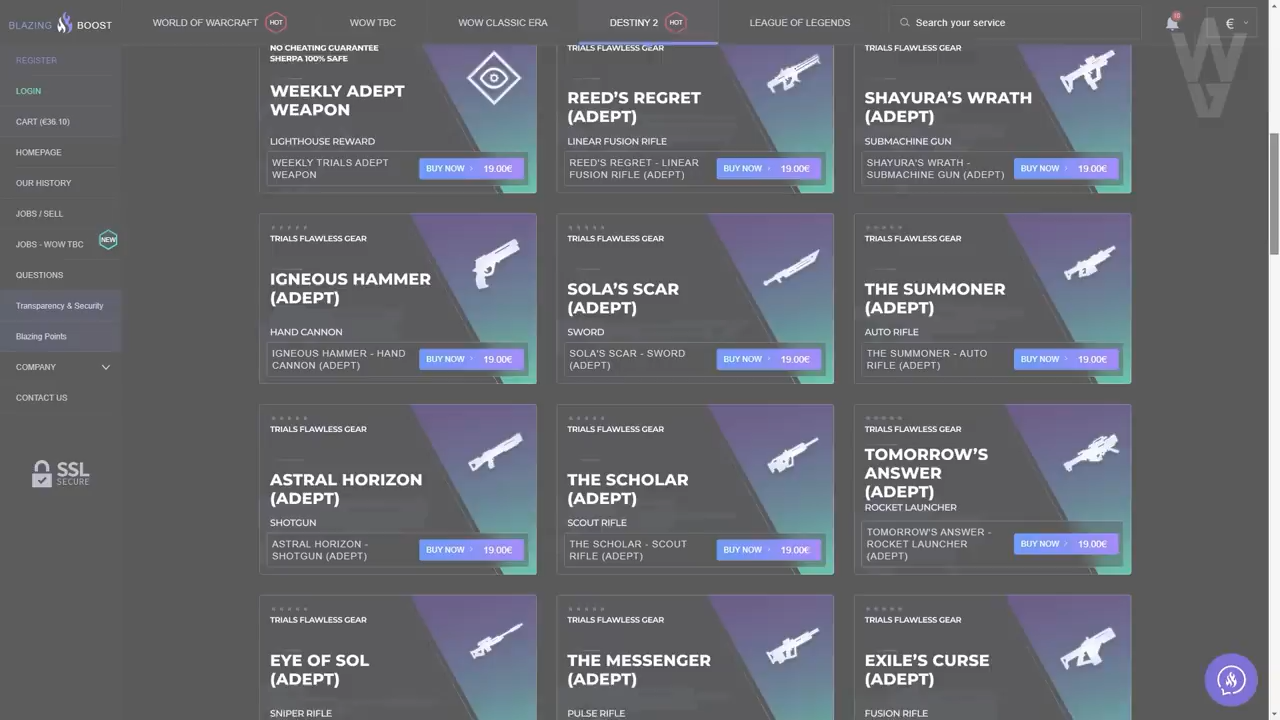 BLAZING BOOST
WORLD OF WARCRAFT HOT
WOW TBC
WOW CLASSIC ERA
DESTINY 2 HOT
LEAGUE OF LEGENDS
Search your service
€
REGISTER
LOGIN
CART (€36.10)
HOMEPAGE
OUR HISTORY
JOBS / SELL
JOBS - WOW TBC NEW
QUESTIONS
Transparency & Security
Blazing Points
COMPANY
CONTACT US
SSL
SECURE
NO CHEATING GUARANTEE
SHERPA 100% SAFE
WEEKLY ADEPT
WEAPON
LIGHTHOUSE REWARD
WEEKLY TRIALS ADEPT
WEAPON
BUY NOW 19.00€
TRIALS FLAWLESS GEAR
REED'S REGRET
(ADEPT)
LINEAR FUSION RIFLE
REED'S REGRET - LINEAR
FUSION RIFLE (ADEPT)
BUY NOW 19.00€
TRIALS FLAWLESS GEAR
SHAYURA'S WRATH
(ADEPT)
SUBMACHINE GUN
SHAYURA'S WRATH -
SUBMACHINE GUN (ADEPT)
BUY NOW 19.00€
TRIALS FLAWLESS GEAR
IGNEOUS HAMMER
(ADEPT)
HAND CANNON
IGNEOUS HAMMER - HAND
CANNON (ADEPT)
BUY NOW 19.00€
TRIALS FLAWLESS GEAR
SOLA'S SCAR
(ADEPT)
SWORD
SOLA'S SCAR - SWORD
(ADEPT)
BUY NOW 19.00€
TRIALS FLAWLESS GEAR
THE SUMMONER
(ADEPT)
AUTO RIFLE
THE SUMMONER - AUTO
RIFLE (ADEPT)
BUY NOW 19.00€
TRIALS FLAWLESS GEAR
ASTRAL HORIZON
(ADEPT)
SHOTGUN
ASTRAL HORIZON -
SHOTGUN (ADEPT)
BUY NOW 19.00€
TRIALS FLAWLESS GEAR
THE SCHOLAR
(ADEPT)
SCOUT RIFLE
THE SCHOLAR - SCOUT
RIFLE (ADEPT)
BUY NOW 19.00€
TRIALS FLAWLESS GEAR
TOMORROW'S
ANSWER
(ADEPT)
ROCKET LAUNCHER
TOMORROW'S ANSWER -
ROCKET LAUNCHER
(ADEPT)
BUY NOW 19.00€
TRIALS FLAWLESS GEAR
EYE OF SOL
(ADEPT)
SNIPER RIFLE
TRIALS FLAWLESS GEAR
THE MESSENGER
(ADEPT)
PULSE RIFLE
TRIALS FLAWLESS GEAR
EXILE'S CURSE
(ADEPT)
FUSION RIFLE